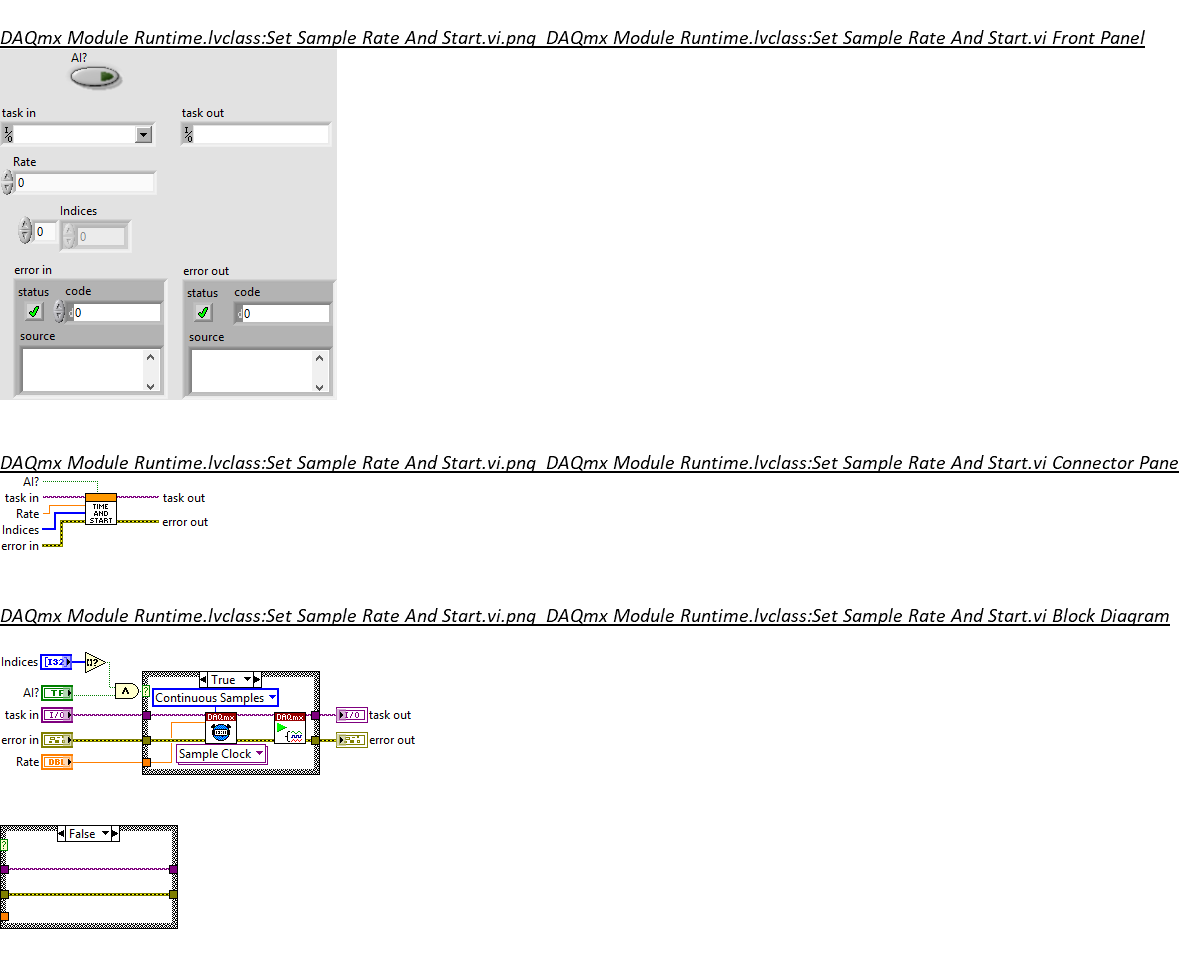 DAQmx Module Runtime.lvclass:Set Sample Rate And Start.vi.png DAQmx Module Runtime.lvclass:Set Sample Rate And Start.vi Front Panel
AI?
task in task out
I/O I/O
Rate
0
Indices
0 0
error in error out
status code status code
0 0
source source
DAQmx Module Runtime.lvclass:Set Sample Rate And Start.vi.png DAQmx Module Runtime.lvclass:Set Sample Rate And Start.vi Connector Pane
AI?
task in task out
Rate TIME AND START
Indices error out
error in
DAQmx Module Runtime.lvclass:Set Sample Rate And Start.vi.png DAQmx Module Runtime.lvclass:Set Sample Rate And Start.vi Block Diagram
Indices [I32] []?
True
AI? TF ∧ ?
Continuous Samples
task in I/O DAQmx DAQmx I/O task out
error in error out
Sample Clock
Rate DBL
False
?